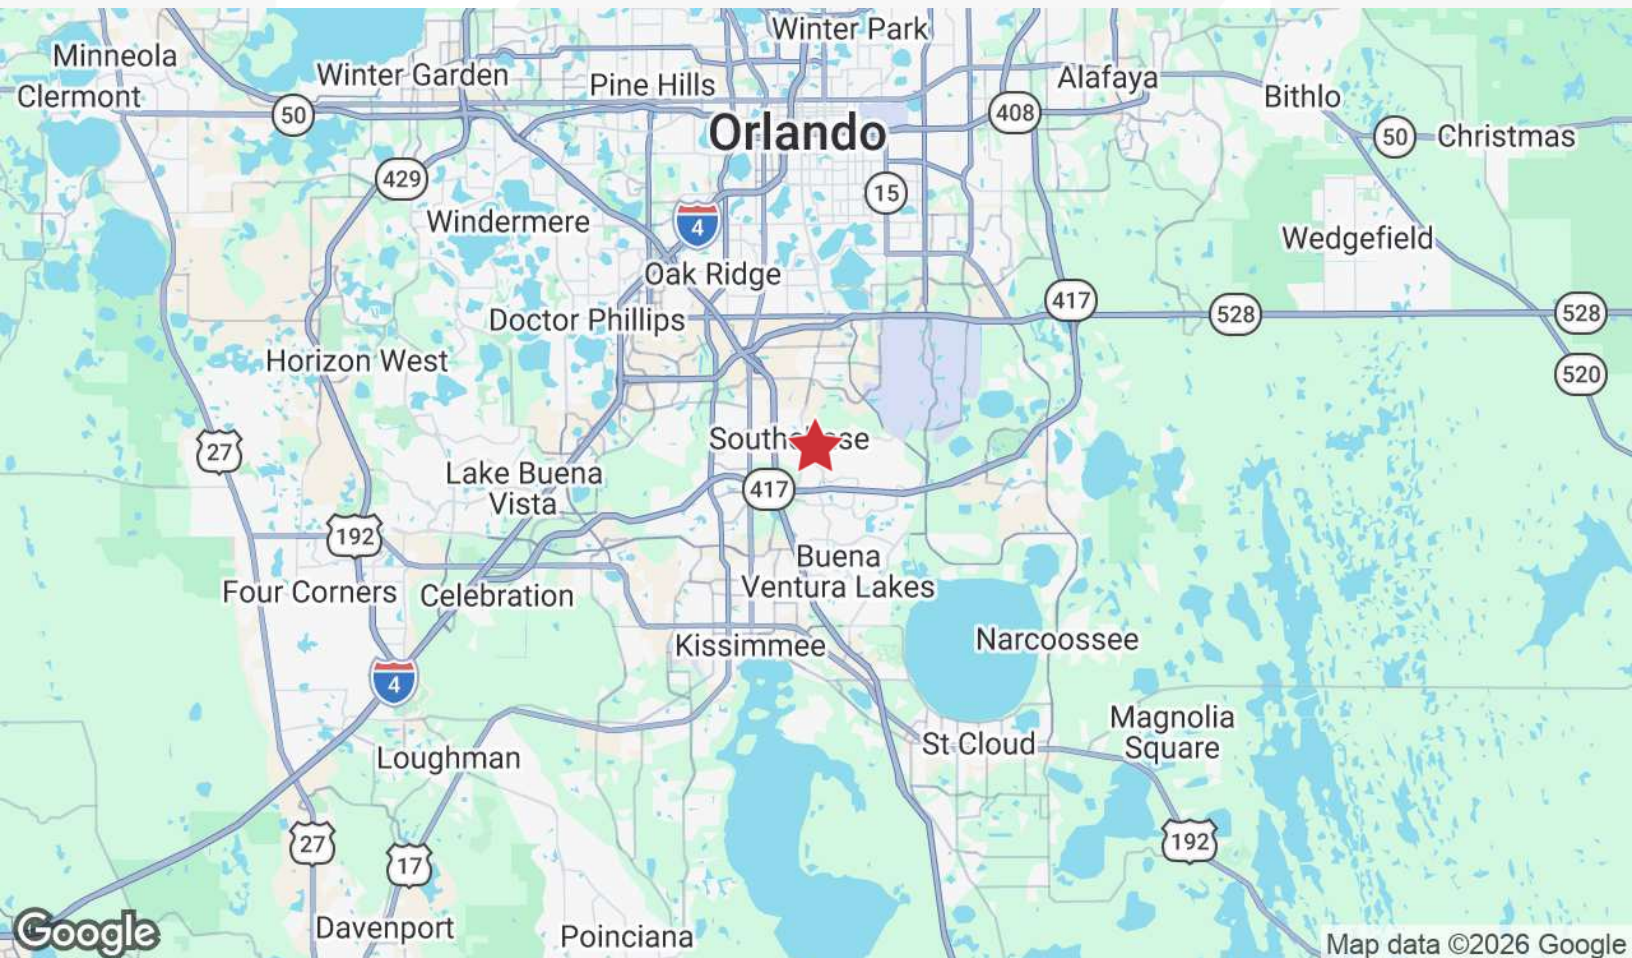 Winter Park
Minneola
Winter Garden
Pine Hills
Alafaya
Clermont
Bithlo
50
408
Orlando
50
Christmas
429
15
Windermere
4
Wedgefield
Oak Ridge
417
528
528
Doctor Phillips
Horizon West
520
27
Lake Buena
Vista
417
192
Buena
Ventura Lakes
Four Corners
Celebration
Kissimmee
Narcoossee
4
Magnolia
Square
St Cloud
Loughman
27
17
192
Davenport
Poinciana
Google
Map data ©2026 Google